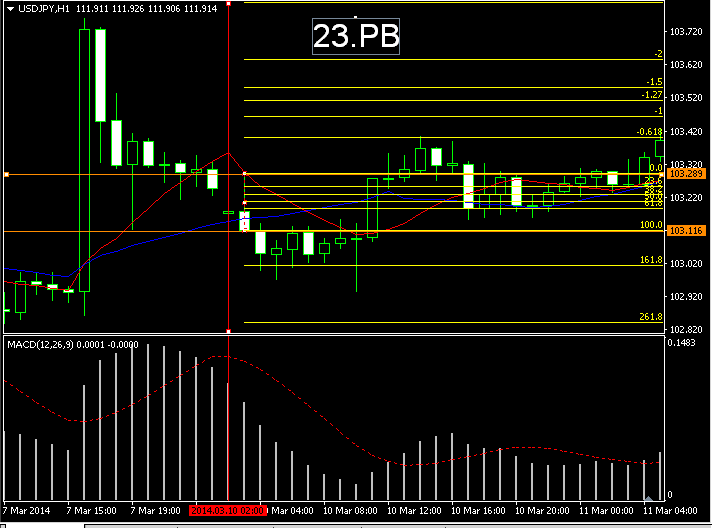 USDJPY,H1 111.911 111.926 111.906 111.914
23.PB
103.720
-2
103.620
-1.5
-1.27
103.520
-1
103.420
-0.618
103.320
0.0
103.289
103.220
61.8
100.0
103.116
161.8
103.020
102.920
261.8
102.820
MACD(12,26,9) 0.0001 -0.0000
0.1483
0
7 Mar 2014
7 Mar 15:00
7 Mar 19:00
2014.03.10 02:00
Mar 04:00
10 Mar 08:00
10 Mar 12:00
10 Mar 16:00
10 Mar 20:00
11 Mar 00:00
11 Mar 04:00